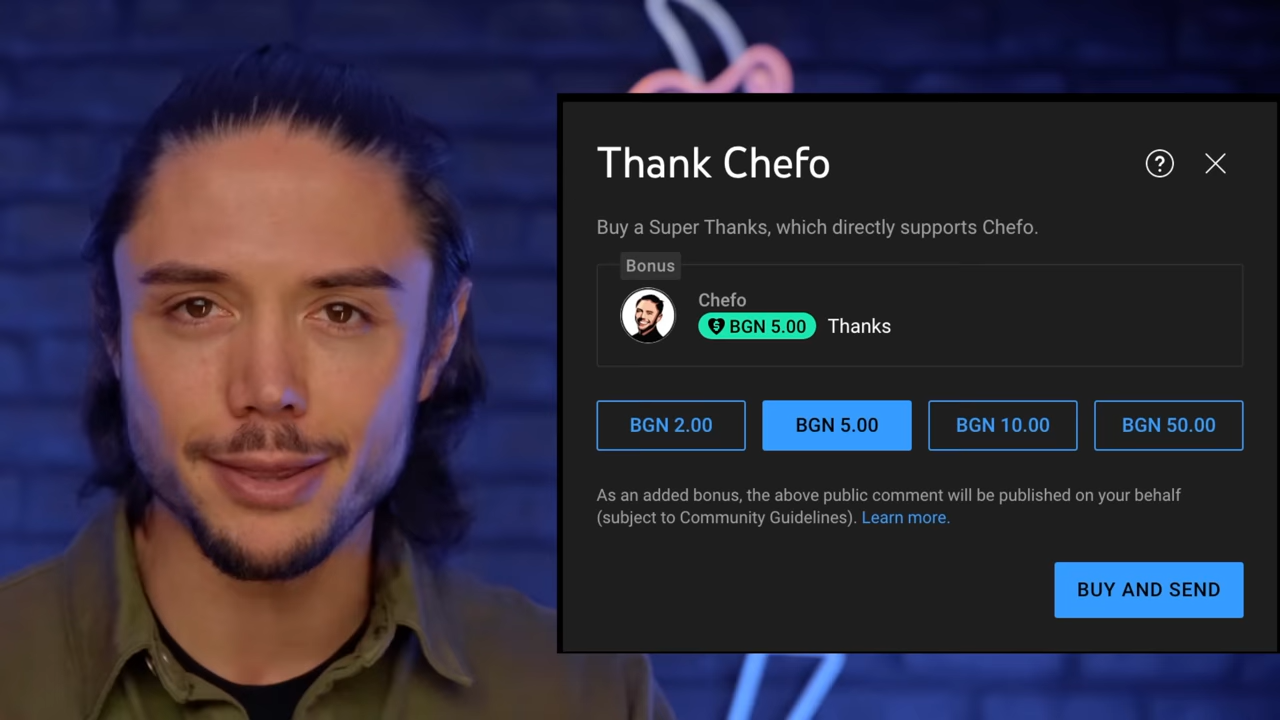 Thank Chefo
?
Buy a Super Thanks, which directly supports Chefo.
Bonus
Chefo
$ BGN 5.00 Thanks
BGN 2.00 BGN 5.00 BGN 10.00 BGN 50.00
As an added bonus, the above public comment will be published on your behalf
(subject to Community Guidelines). Learn more.
BUY AND SEND